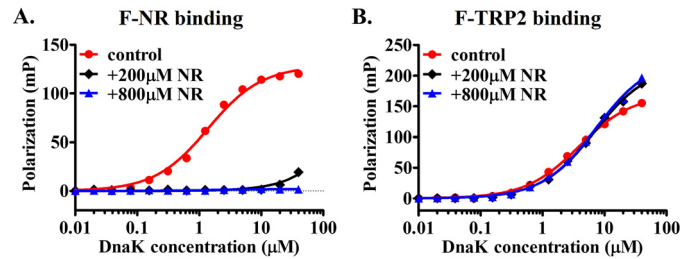 A.
F-NR binding
Polarization (mP)
150
100
50
0
control
+200μM NR
+800μM NR
0.01
0.1
1
10
100
DnaK concentration (μM)
B.
F-TRP2 binding
Polarization (mP)
250
200
150
100
50
0
control
+200μM NR
+800μM NR
0.01
0.1
1
10
100
DnaK concentration (μM)